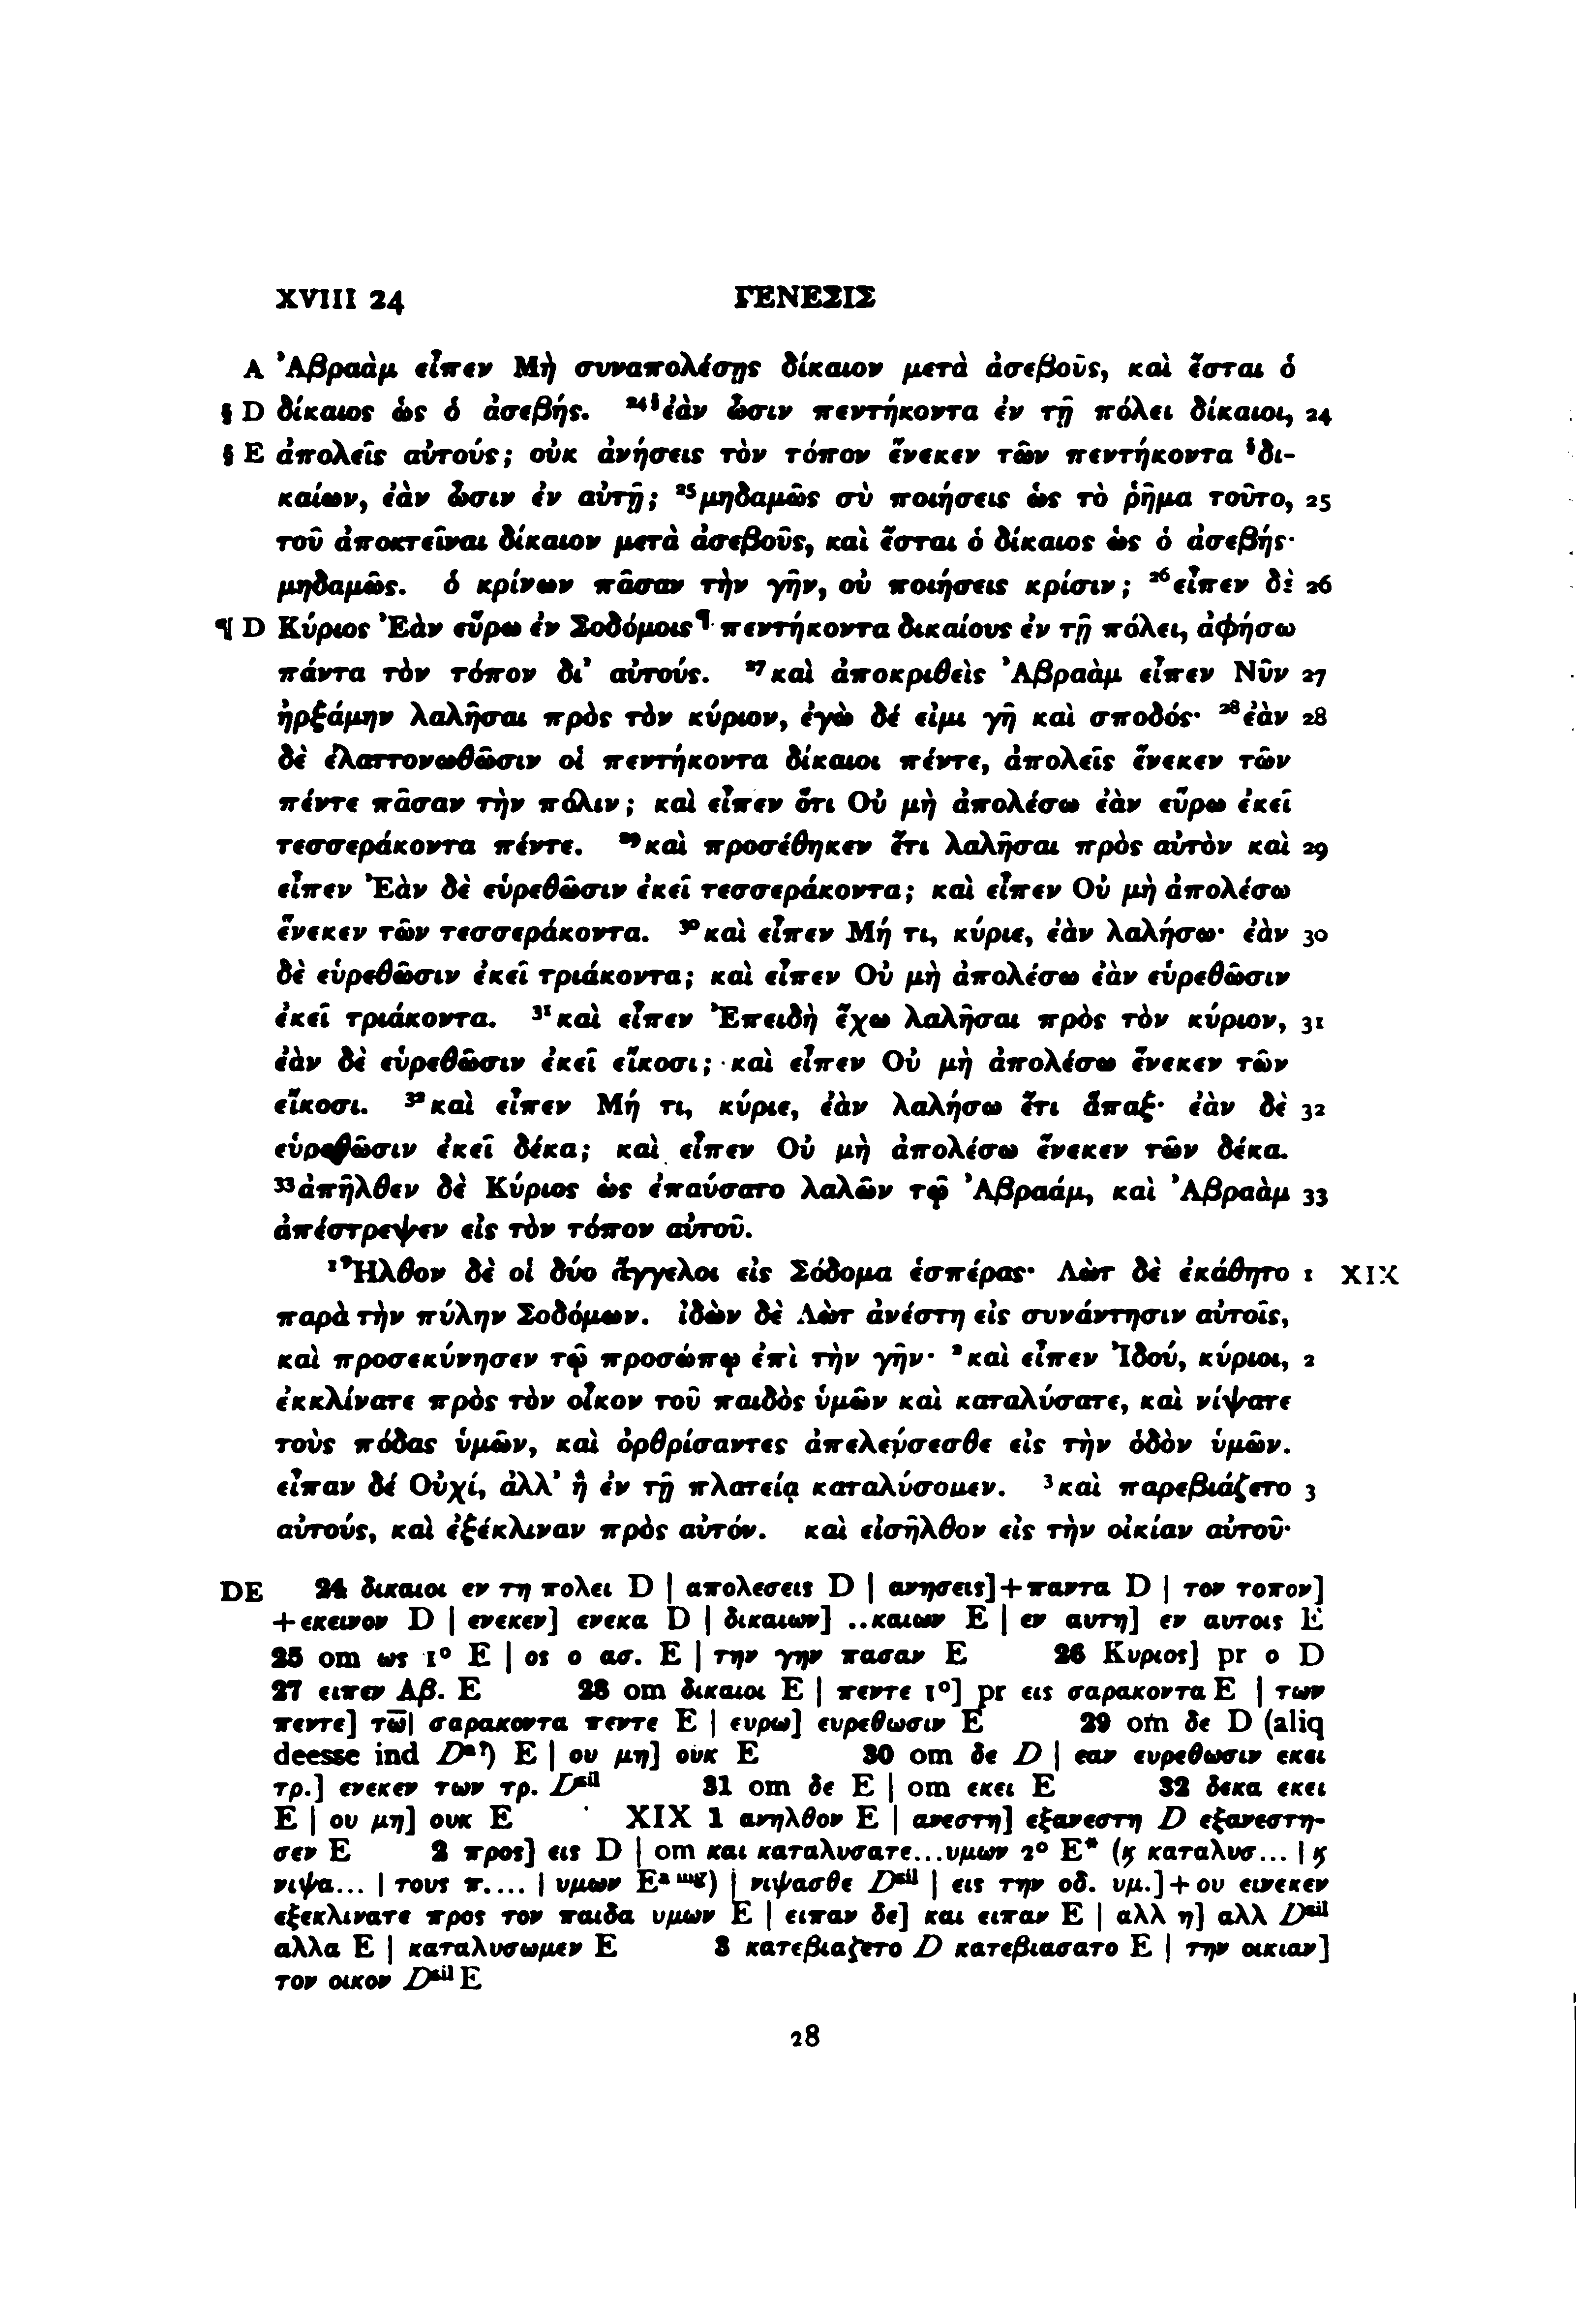 XVIII 24 ΓΕΝΕΣΙΣ
A Ἀβραὰμ εἶπεν Μὴ συναπολέσῃς δίκαιον μετὰ ἀσεβοῦς, καὶ ἔσται ὁ
§ D δίκαιος ὡς ὁ ἀσεβής. ²⁴§ἐὰν ὦσιν πεντήκοντα ἐν τῇ πόλει δίκαιοι, 24
§ E ἀπολεῖς αὐτούς; οὐκ ἀνήσεις τὸν τόπον ἕνεκεν τῶν πεντήκοντα §δι-
καίων, ἐὰν ὦσιν ἐν αὐτῇ; ²⁵μηδαμῶς σὺ ποιήσεις ὡς τὸ ῥῆμα τοῦτο, 25
τοῦ ἀποκτεῖναι δίκαιον μετὰ ἀσεβοῦς, καὶ ἔσται ὁ δίκαιος ὡς ὁ ἀσεβής·
μηδαμῶς. ὁ κρίνων πᾶσαν τὴν γῆν, οὐ ποιήσεις κρίσιν; ²⁶εἶπεν δὲ 26
¶ D Κύριος Ἐὰν εὕρω ἐν Σοδόμοις¶ πεντήκοντα δικαίους ἐν τῇ πόλει, ἀφήσω
πάντα τὸν τόπον δι’ αὐτούς. ²⁷καὶ ἀποκριθεὶς Ἀβραὰμ εἶπεν Νῦν 27
ἠρξάμην λαλῆσαι πρὸς τὸν κύριον, ἐγὼ δέ εἰμι γῆ καὶ σποδός· ²⁸ἐὰν 28
δὲ ἐλαττονωθῶσιν οἱ πεντήκοντα δίκαιοι πέντε, ἀπολεῖς ἕνεκεν τῶν
πέντε πᾶσαν τὴν πόλιν; καὶ εἶπεν ὅτι Οὐ μὴ ἀπολέσω ἐὰν εὕρω ἐκεῖ
τεσσεράκοντα πέντε. ²⁹καὶ προσέθηκεν ἔτι λαλῆσαι πρὸς αὐτὸν καὶ 29
εἶπεν Ἐὰν δὲ εὑρεθῶσιν ἐκεῖ τεσσεράκοντα; καὶ εἶπεν Οὐ μὴ ἀπολέσω
ἕνεκεν τῶν τεσσεράκοντα. ³⁰καὶ εἶπεν Μή τι, κύριε, ἐὰν λαλήσω· ἐὰν 30
δὲ εὑρεθῶσιν ἐκεῖ τριάκοντα; καὶ εἶπεν Οὐ μὴ ἀπολέσω ἐὰν εὑρεθῶσιν
ἐκεῖ τριάκοντα. ³¹καὶ εἶπεν Ἐπειδὴ ἔχω λαλῆσαι πρὸς τὸν κύριον, 31
ἐὰν δὲ εὑρεθῶσιν ἐκεῖ εἴκοσι; καὶ εἶπεν Οὐ μὴ ἀπολέσω ἕνεκεν τῶν
εἴκοσι. ³²καὶ εἶπεν Μή τι, κύριε, ἐὰν λαλήσω ἔτι ἅπαξ· ἐὰν δὲ 32
εὑρεθῶσιν ἐκεῖ δέκα; καὶ εἶπεν Οὐ μὴ ἀπολέσω ἕνεκεν τῶν δέκα.
³³ἀπῆλθεν δὲ Κύριος ὡς ἐπαύσατο λαλῶν τῷ Ἀβραάμ, καὶ Ἀβραὰμ 33
ἀπέστρεψεν εἰς τὸν τόπον αὐτοῦ.
¹Ἦλθον δὲ οἱ δύο ἄγγελοι εἰς Σόδομα ἑσπέρας· Λὼτ δὲ ἐκάθητο 1 XIX
παρὰ τὴν πύλην Σοδόμων. ἰδὼν δὲ Λὼτ ἀνέστη εἰς συνάντησιν αὐτοῖς,
καὶ προσεκύνησεν τῷ προσώπῳ ἐπὶ τὴν γῆν· ²καὶ εἶπεν Ἰδού, κύριοι, 2
ἐκκλίνατε πρὸς τὸν οἶκον τοῦ παιδὸς ὑμῶν καὶ καταλύσατε, καὶ νίψατε
τοὺς πόδας ὑμῶν, καὶ ὀρθρίσαντες ἀπελεύσεσθε εἰς τὴν ὁδὸν ὑμῶν.
εἶπαν δέ Οὐχί, ἀλλ’ ἢ ἐν τῇ πλατείᾳ καταλύσομεν. ³καὶ παρεβιάζετο 3
αὐτούς, καὶ ἐξέκλιναν πρὸς αὐτόν. καὶ εἰσῆλθον εἰς τὴν οἰκίαν αὐτοῦ·
DE 24 δικαιοι εν τη πολει D | απολεσεις D | ανησεις]+παντα D | τον τοπον]
+εκεινον D | ενεκεν] ενεκα D | δικαιων] ..καιων E | εν αυτη] εν αυτοις E
25 om ως 1° E | ος ο ασ. E | την γην πασαν E 26 Κυριος] pr ο D
27 ειπεν Αβ. E 28 om δικαιοι E | πεντε 1°] pr εις σαρακοντα E | των
πεντε] τω̅| σαρακοντα πεντε E | ευρω] ευρεθωσιν E 29 om δε D (aliq
deesse ind Dᵃ?) E | ου μη] ουκ E 30 om δε D | εαν ευρεθωσιν εκει
τρ.] ενεκεν των τρ. Dˢⁱˡ 31 om δε E | om εκει E 32 δεκα εκει
E | ου μη] ουκ E XIX 1 ανηλθον E | ανεστη] εξανεστη D εξανεστη-
σεν E 2 προς] εις D | om και καταλυσατε...υμων 2° E* (ϗ καταλυσ... | ϗ
νιψα... | τους π.... | υμων Eᵃ ᵐᵍ) | νιψασθε Dˢⁱˡ | εις την οδ. υμ.]+ου εινεκεν
εξεκλινατε προς τον παιδα υμων E | ειπαν δε] και ειπαν E | αλλ η] αλλ Dˢⁱˡ
αλλα E | καταλυσωμεν E 3 κατεβιαζετο D κατεβιασατο E | την οικιαν]
τον οικον Dˢⁱˡ E
28